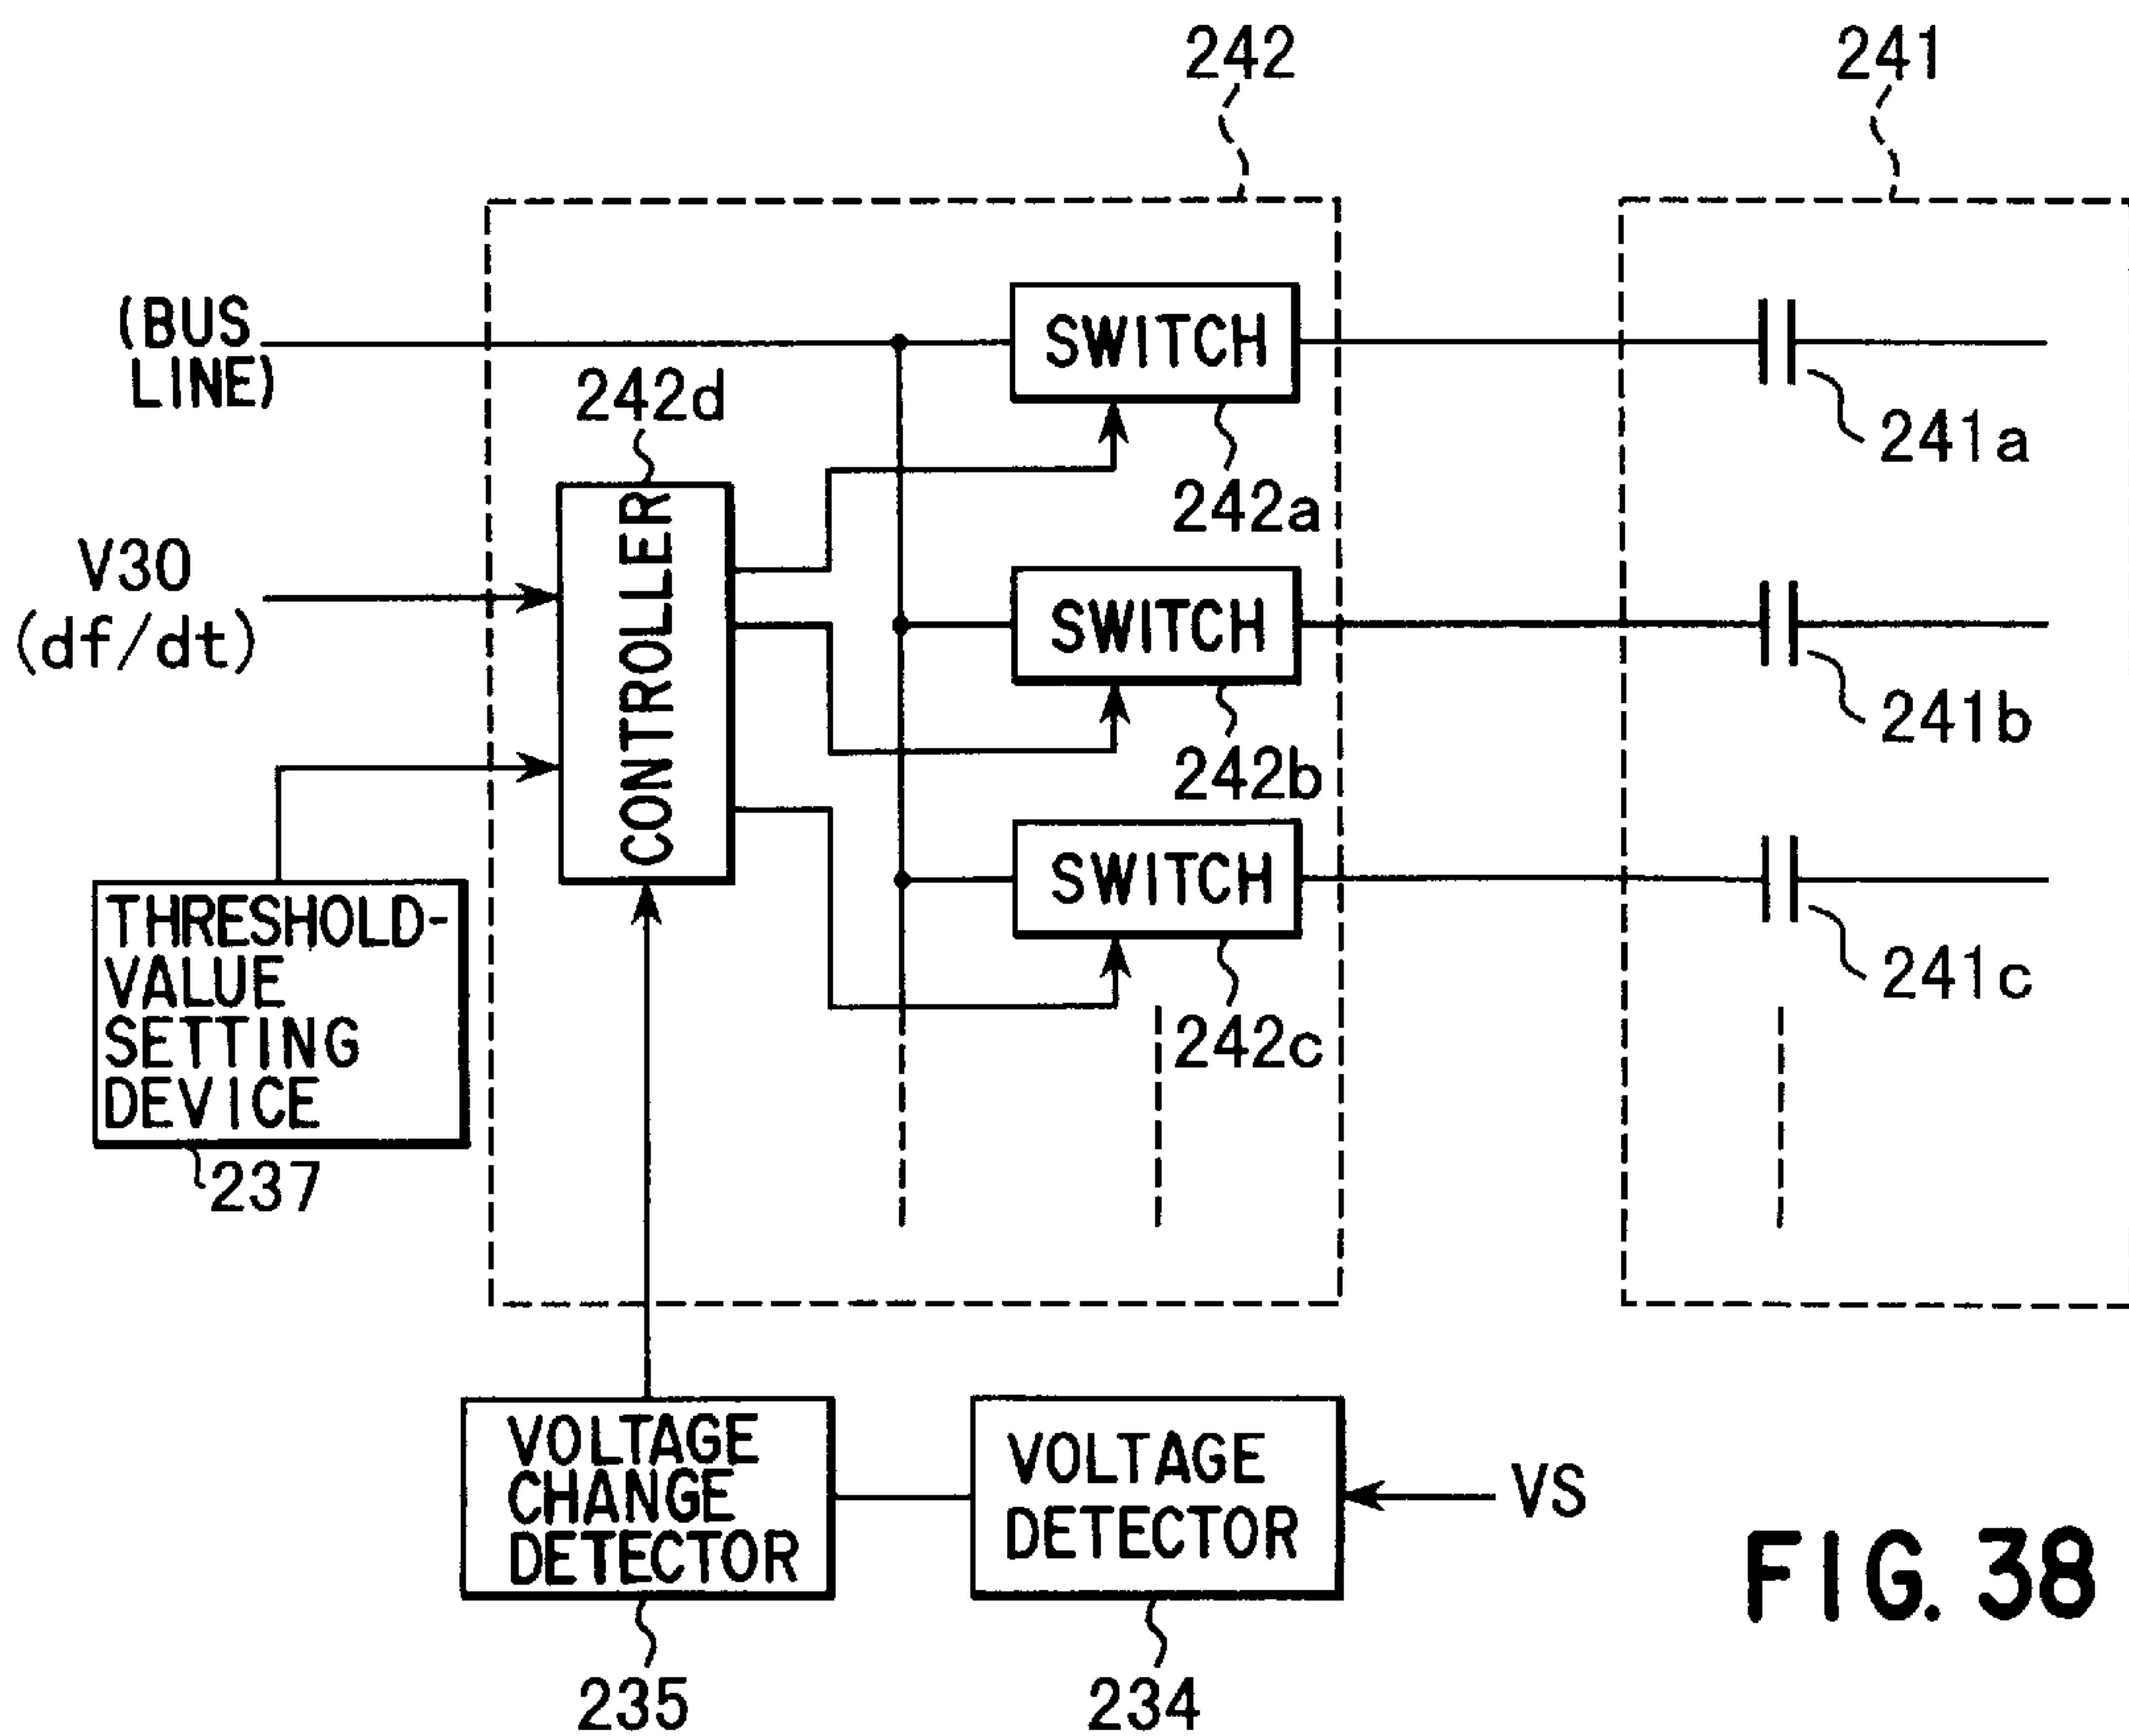 242
241
(BUS
LINE)
SWITCH
242d
241a
242a
V30
(df/dt)
CONTROLLER
SWITCH
241b
242b
SWITCH
241c
242c
THRESHOLD-
VALUE
SETTING
DEVICE
237
VOLTAGE
CHANGE
DETECTOR
VOLTAGE
DETECTOR
VS
235
234
FIG. 38